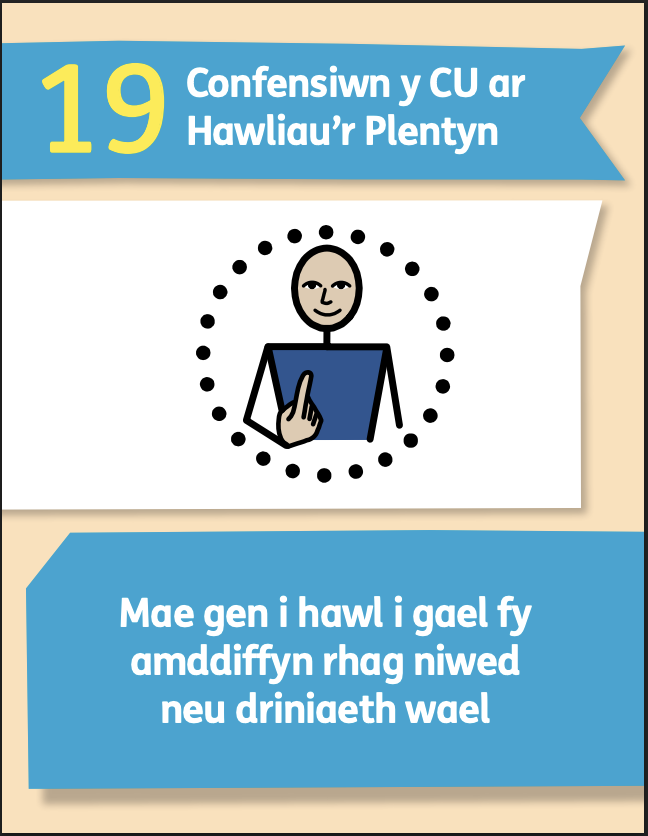 19
Confensiwn y CU ar
Hawliau’r Plentyn
Mae gen i hawl i gael fy
amddiffyn rhag niwed
neu driniaeth wael